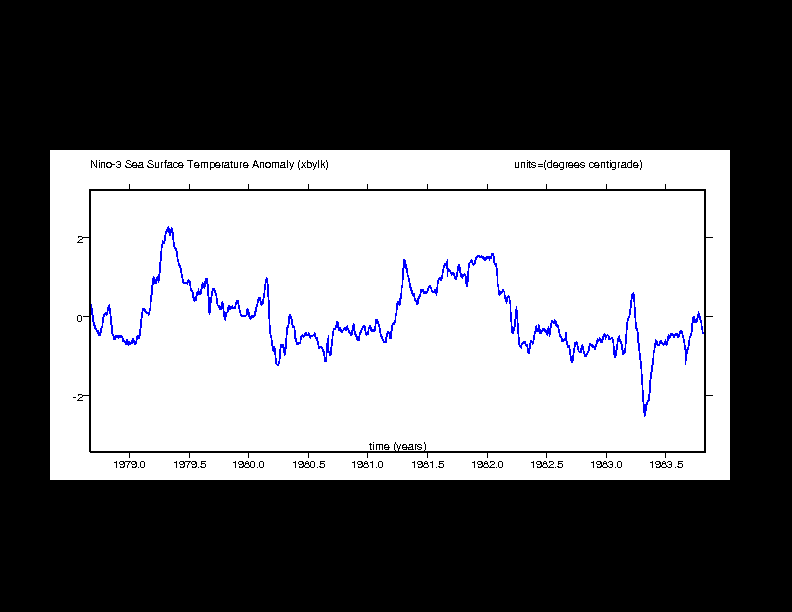 Nino-3 Sea Surface Temperature Anomaly (xbylk) units=(degrees centigrade)
2
0
-2
time (years)
1979.0 1979.5 1980.0 1980.5 1981.0 1981.5 1982.0 1982.5 1983.0 1983.5